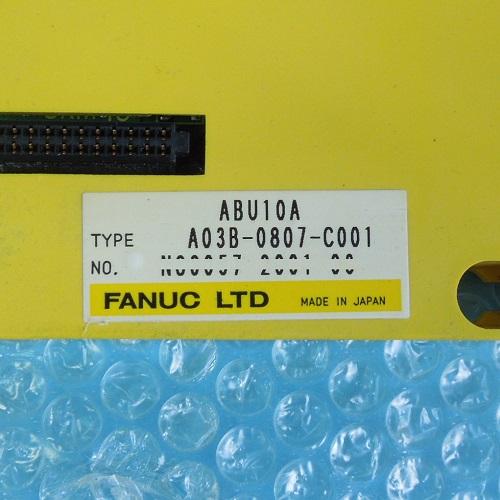 ABU10A
TYPE A03B-0807-C001
NO.
FANUC LTD MADE IN JAPAN